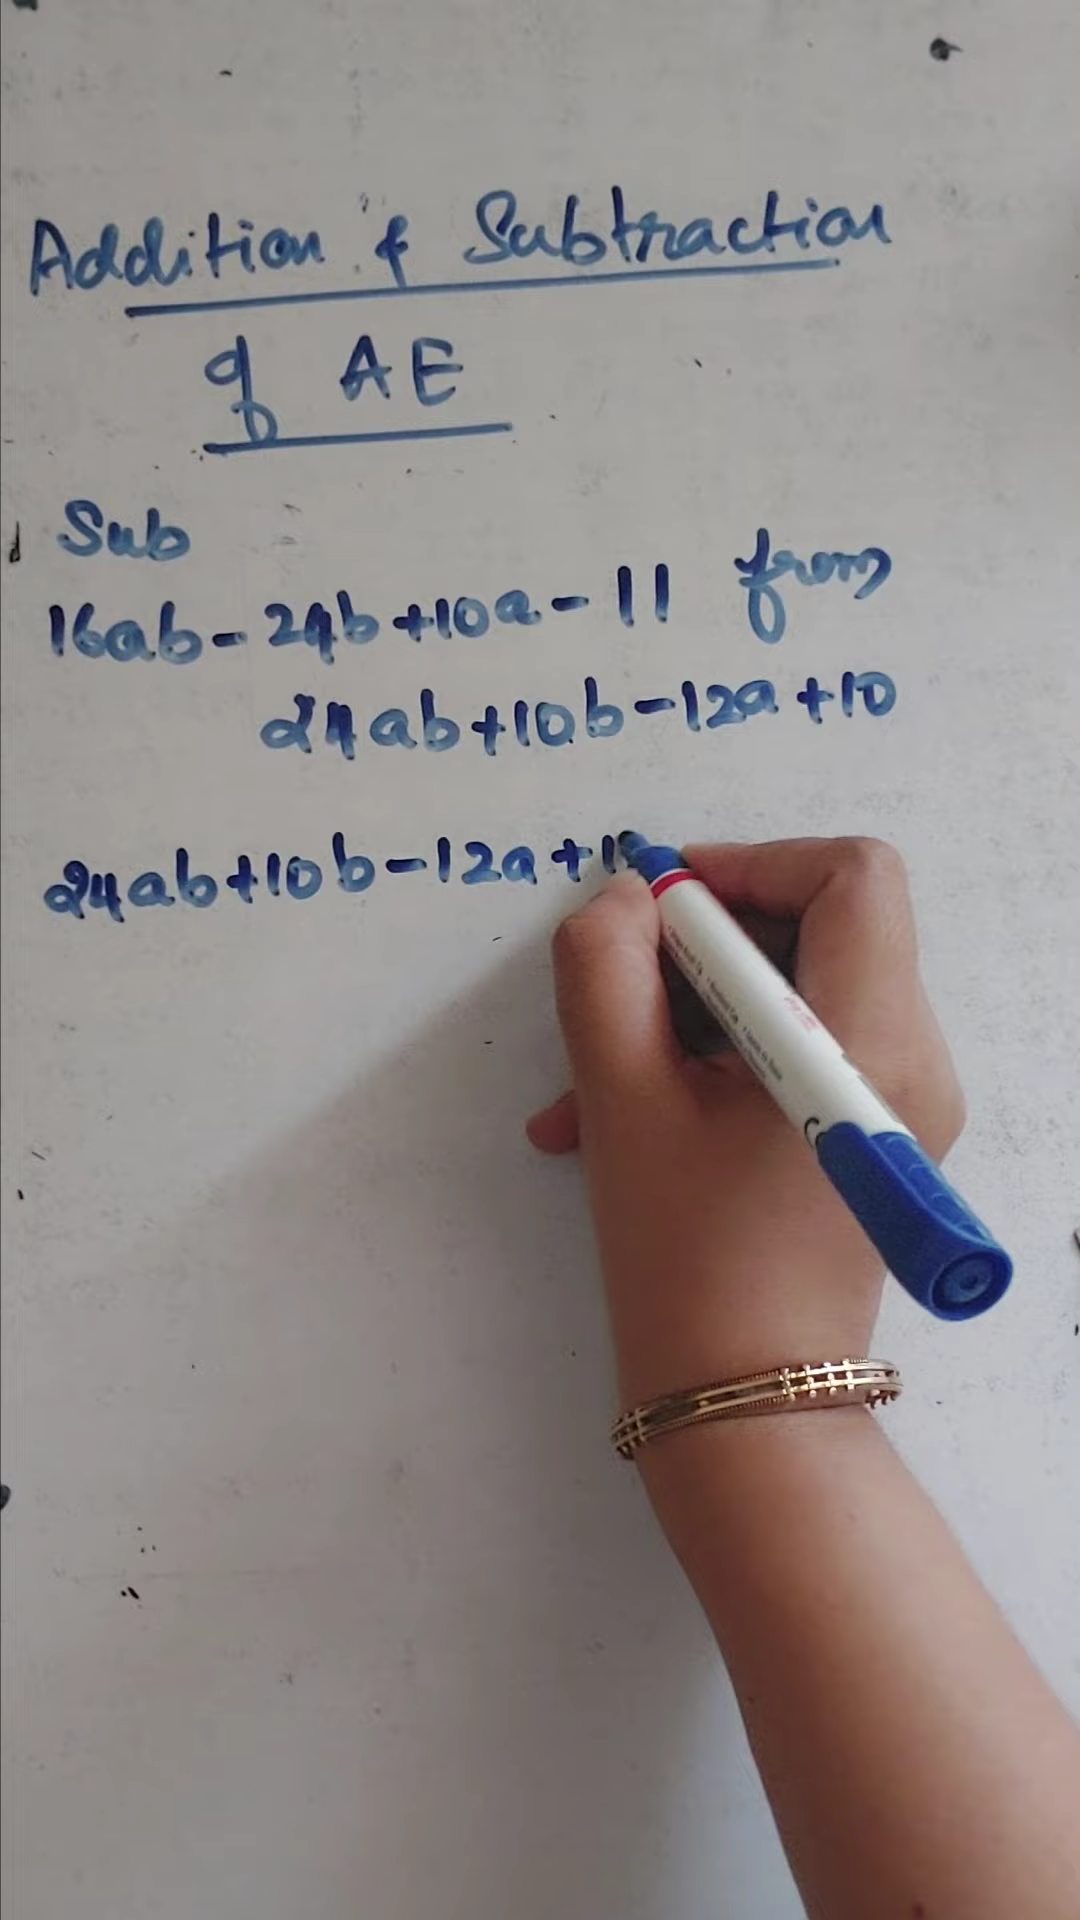 Addition & Subtraction
of AE
Sub
16ab - 24b + 10a - 11 from
24ab + 10b - 12a + 10
24ab + 10b - 12a + 1